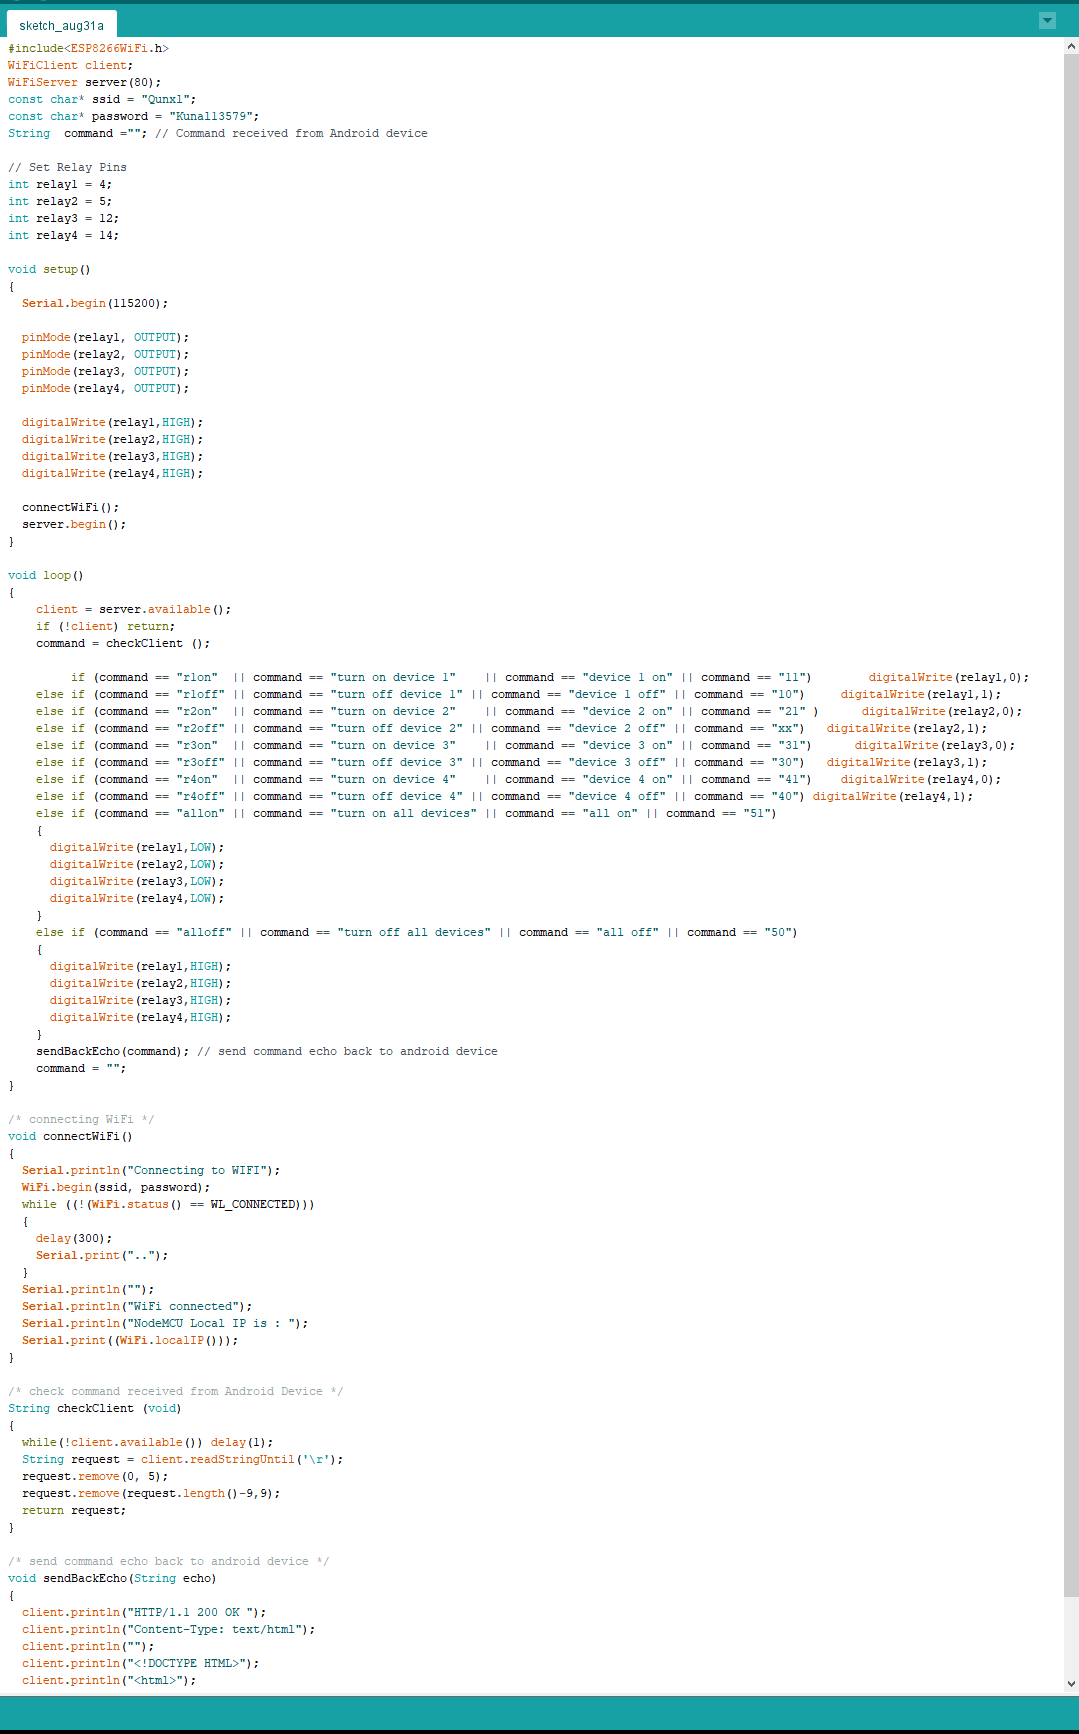 sketch_aug31a
#include<ESP8266WiFi.h>
WiFiClient client;
WiFiServer server(80);
const char* ssid = "Qunxl";
const char* password = "Kunal13579";
String  command =""; // Command received from Android device
// Set Relay Pins
int relay1 = 4;
int relay2 = 5;
int relay3 = 12;
int relay4 = 14;
void setup()
{
Serial.begin(115200);
pinMode(relay1, OUTPUT);
pinMode(relay2, OUTPUT);
pinMode(relay3, OUTPUT);
pinMode(relay4, OUTPUT);
digitalWrite(relay1,HIGH);
digitalWrite(relay2,HIGH);
digitalWrite(relay3,HIGH);
digitalWrite(relay4,HIGH);
connectWiFi();
server.begin();
}
void loop()
{
client = server.available();
if (!client) return;
command = checkClient ();
if (command == "r1on"  || command == "turn on device 1"    || command == "device 1 on" || command == "11")        digitalWrite(relay1,0);
else if (command == "r1off" || command == "turn off device 1" || command == "device 1 off" || command == "10")     digitalWrite(relay1,1);
else if (command == "r2on"  || command == "turn on device 2"    || command == "device 2 on" || command == "21" )      digitalWrite(relay2,0);
else if (command == "r2off" || command == "turn off device 2" || command == "device 2 off" || command == "xx")   digitalWrite(relay2,1);
else if (command == "r3on"  || command == "turn on device 3"    || command == "device 3 on" || command == "31")      digitalWrite(relay3,0);
else if (command == "r3off" || command == "turn off device 3" || command == "device 3 off" || command == "30")   digitalWrite(relay3,1);
else if (command == "r4on"  || command == "turn on device 4"    || command == "device 4 on" || command == "41")    digitalWrite(relay4,0);
else if (command == "r4off" || command == "turn off device 4" || command == "device 4 off" || command == "40") digitalWrite(relay4,1);
else if (command == "allon" || command == "turn on all devices" || command == "all on" || command == "51")
{
digitalWrite(relay1,LOW);
digitalWrite(relay2,LOW);
digitalWrite(relay3,LOW);
digitalWrite(relay4,LOW);
}
else if (command == "alloff" || command == "turn off all devices" || command == "all off" || command == "50")
{
digitalWrite(relay1,HIGH);
digitalWrite(relay2,HIGH);
digitalWrite(relay3,HIGH);
digitalWrite(relay4,HIGH);
}
sendBackEcho(command); // send command echo back to android device
command = "";
}
/* connecting WiFi */
void connectWiFi()
{
Serial.println("Connecting to WIFI");
WiFi.begin(ssid, password);
while ((!(WiFi.status() == WL_CONNECTED)))
{
delay(300);
Serial.print("..");
}
Serial.println("");
Serial.println("WiFi connected");
Serial.println("NodeMCU Local IP is : ");
Serial.print((WiFi.localIP()));
}
/* check command received from Android Device */
String checkClient (void)
{
while(!client.available()) delay(1);
String request = client.readStringUntil('\r');
request.remove(0, 5);
request.remove(request.length()-9,9);
return request;
}
/* send command echo back to android device */
void sendBackEcho(String echo)
{
client.println("HTTP/1.1 200 OK ");
client.println("Content-Type: text/html");
client.println("");
client.println("<!DOCTYPE HTML>");
client.println("<html>");